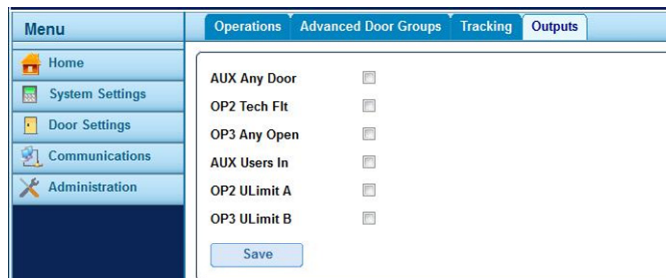 Menu
Operations
Advanced Door Groups
Tracking
Outputs
Home
System Settings
Door Settings
Communications
Administration
AUX Any Door
OP2 Tech Flt
OP3 Any Open
AUX Users In
OP2 ULimit A
OP3 ULimit B
Save